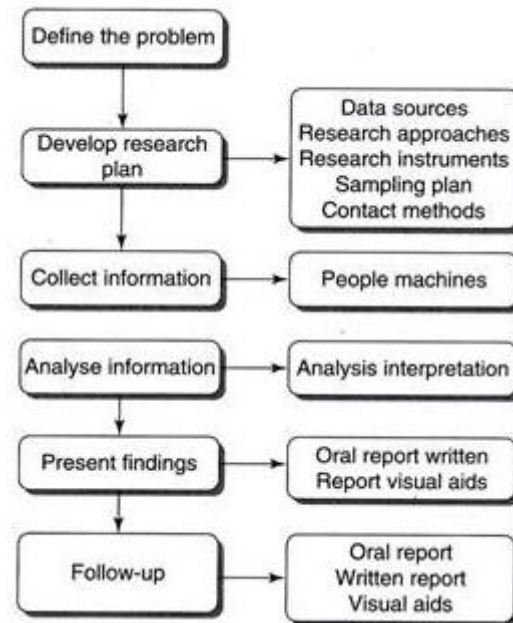 Define the problem
Develop research
plan
Data sources
Research approaches
Research instruments
Sampling plan
Contact methods
Collect information
People machines
Analyse information
Analysis interpretation
Present findings
Oral report written
Report visual aids
Follow-up
Oral report
Written report
Visual aids